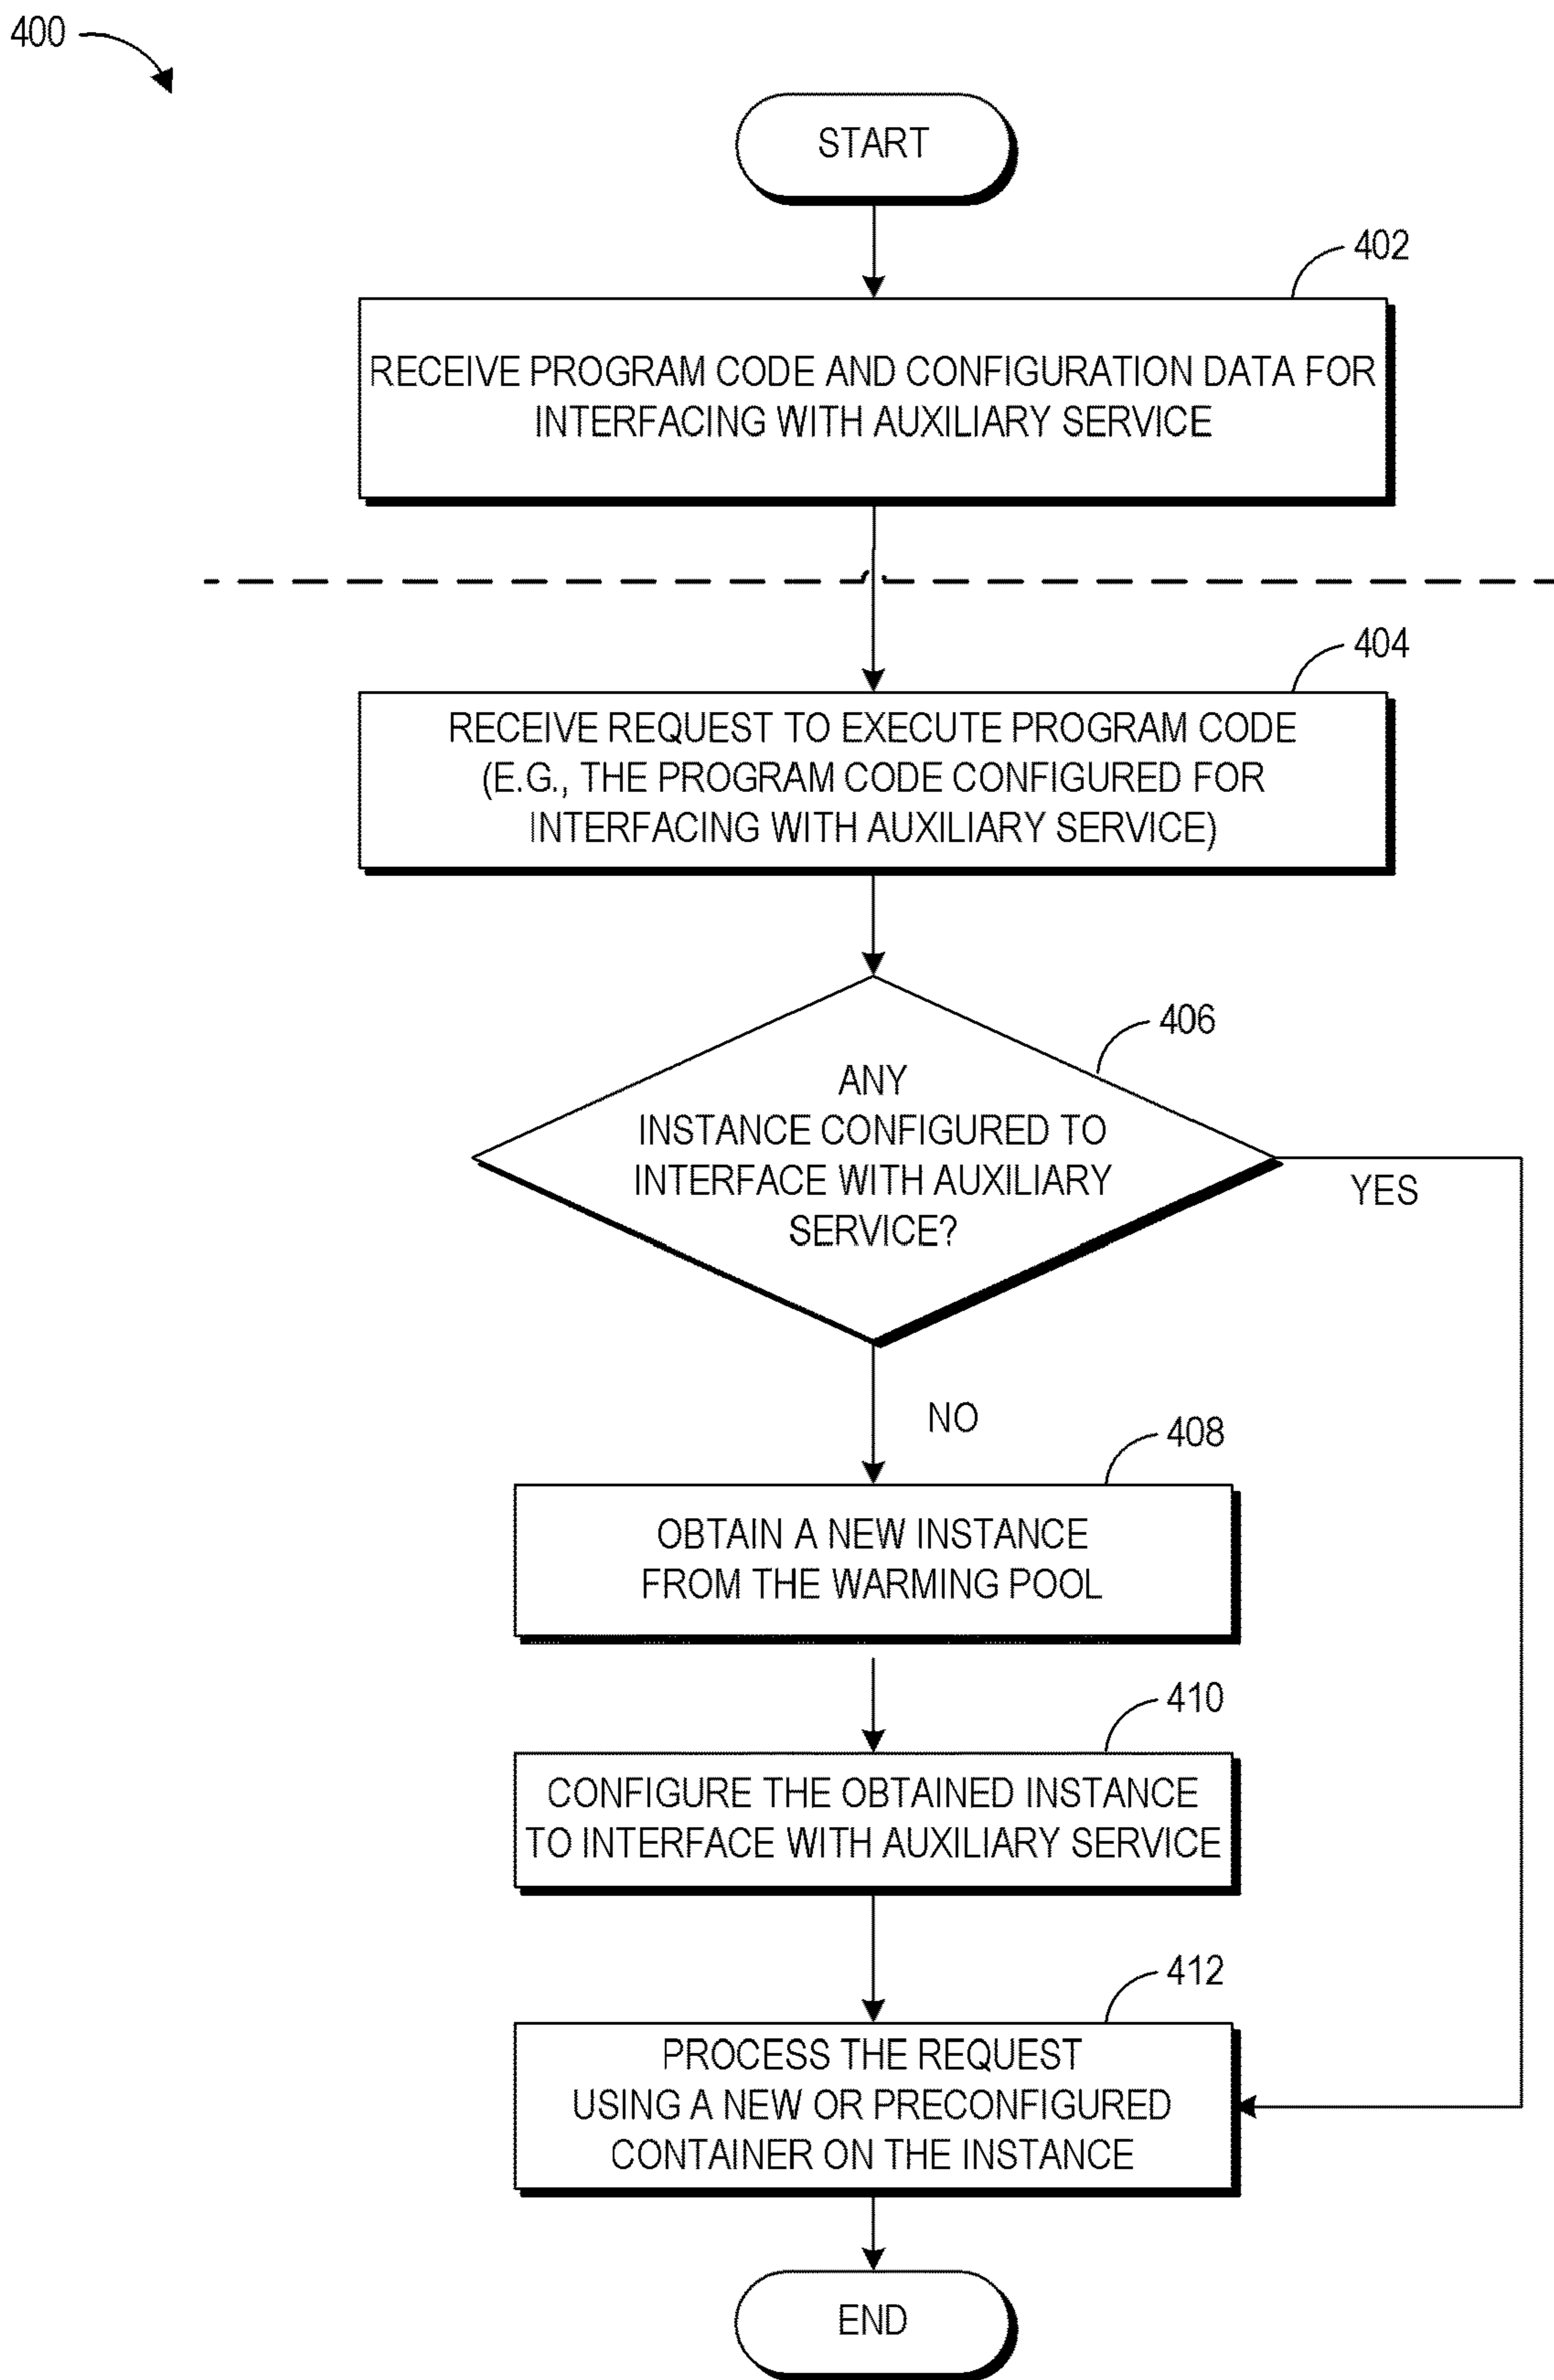 400
START
402
RECEIVE PROGRAM CODE AND CONFIGURATION DATA FOR
INTERFACING WITH AUXILIARY SERVICE
404
RECEIVE REQUEST TO EXECUTE PROGRAM CODE
(E.G., THE PROGRAM CODE CONFIGURED FOR
INTERFACING WITH AUXILIARY SERVICE)
406
ANY
INSTANCE CONFIGURED TO
INTERFACE WITH AUXILIARY
SERVICE?
YES
NO
408
OBTAIN A NEW INSTANCE
FROM THE WARMING POOL
410
CONFIGURE THE OBTAINED INSTANCE
TO INTERFACE WITH AUXILIARY SERVICE
412
PROCESS THE REQUEST
USING A NEW OR PRECONFIGURED
CONTAINER ON THE INSTANCE
END